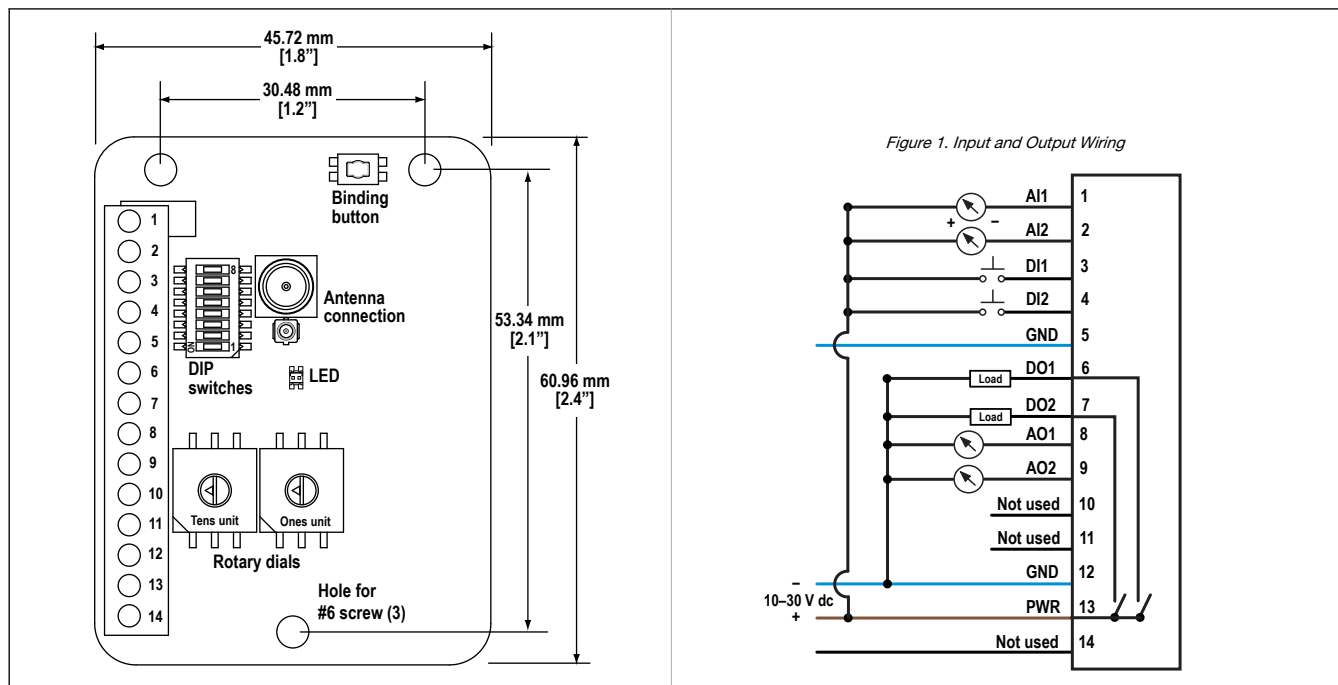 45.72 mm
[1.8”]
30.48 mm
[1.2”]
Binding
button
1
2
3
4
5
6
7
8
9
10
11
12
13
14
8
ON
1
DIP
switches
Antenna
connection
LED
53.34 mm
[2.1”]
60.96 mm
[2.4”]
Tens unit
Ones unit
Rotary dials
Hole for
#6 screw (3)
Figure 1. Input and Output Wiring
AI1 1
+ –
AI2 2
DI1 3
DI2 4
GND 5
DO1 6
Load
DO2 7
Load
AO1 8
AO2 9
Not used 10
Not used 11
GND 12
–
10–30 V dc
+
PWR 13
Not used 14